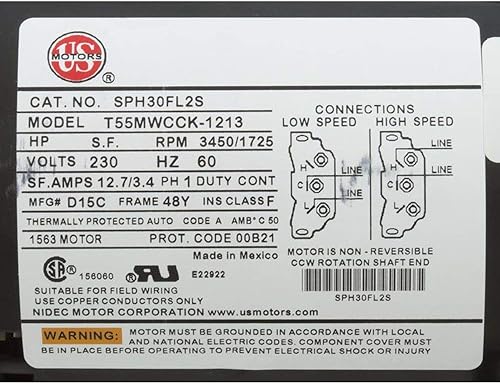 US
MOTORS
®
CAT. NO. SPH30FL2S
MODEL T55MWCCK-1213
HP S.F. RPM 3450/1725
VOLTS 230 HZ 60
SF. AMPS 12.7/3.4 PH 1 DUTY CONT
MFG# D15C FRAME 48Y INS CLASS F
THERMALLY PROTECTED AUTO CODE A AMB°C 50
1563 MOTOR PROT. CODE 00B21
Made in Mexico
SA ® 156060 RU ® E22922
SUITABLE FOR FIELD WIRING
USE COPPER CONDUCTORS ONLY
NIDEC MOTOR CORPORATION www.usmotors.com
CONNECTIONS
LOW SPEED HIGH SPEED
LINE LINE
H H
C C
L L
LINE LINE
MOTOR IS NON - REVERSIBLE
CCW ROTATION SHAFT END
SPH30FL2S
WARNING: MOTOR MUST BE GROUNDED IN ACCORDANCE WITH LOCAL
AND NATIONAL ELECTRIC CODES. COMPONENT COVER MUST
BE IN PLACE BEFORE OPERATING TO PREVENT ELECTRICAL SHOCK OR INJURY